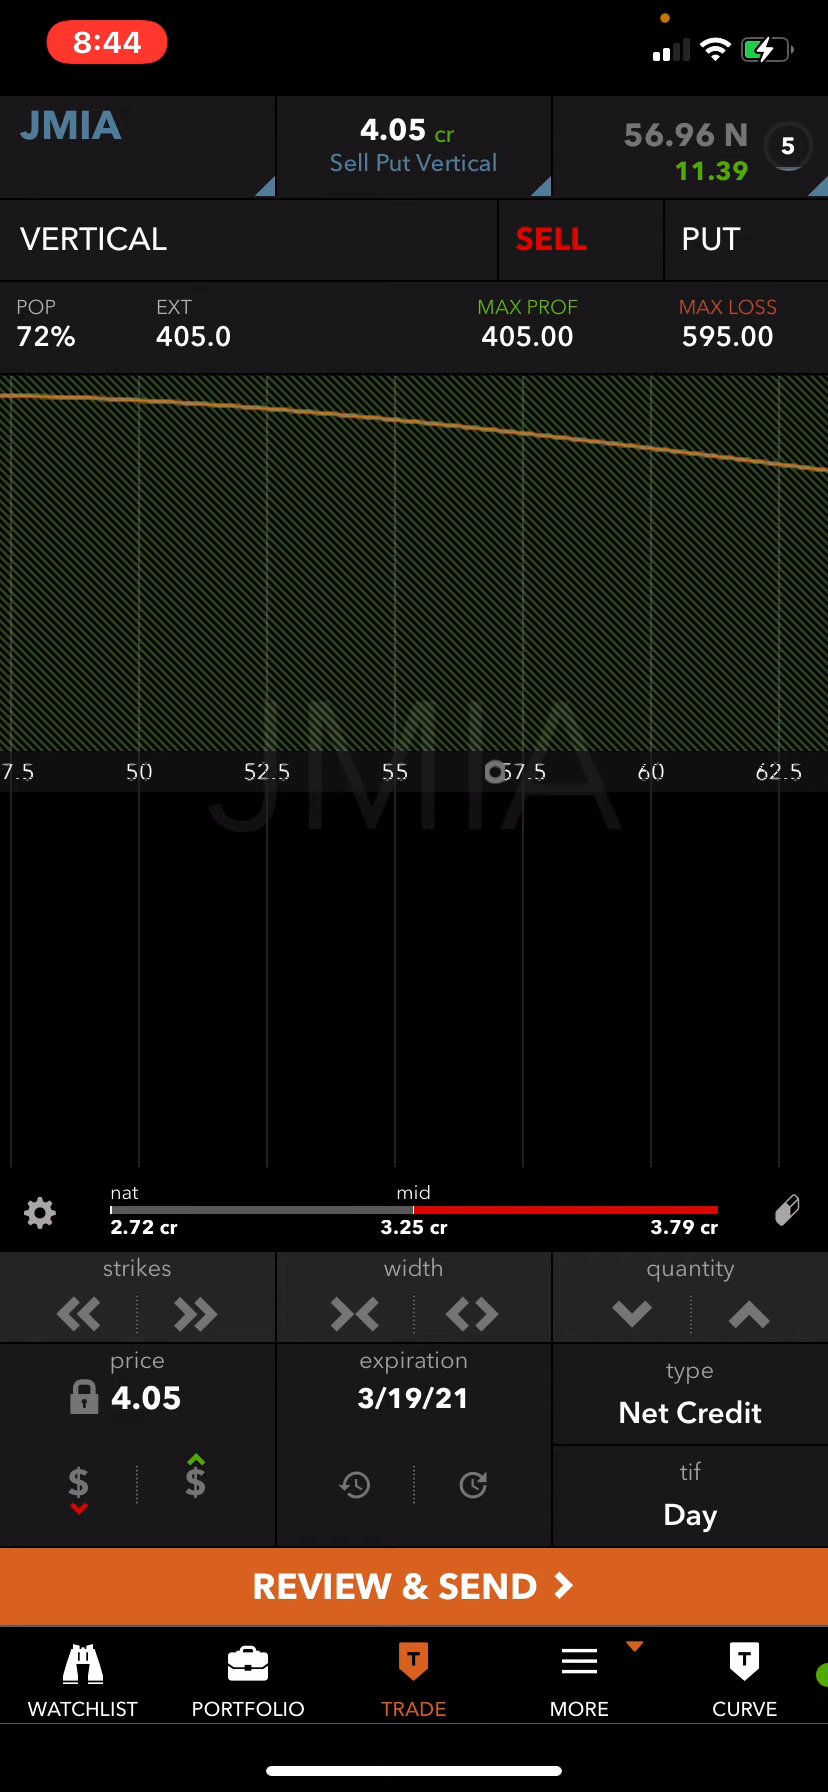 8:44
JMIA
4.05 cr
Sell Put Vertical
56.96 N
11.39
5
VERTICAL
SELL
PUT
POP
72%
EXT
405.0
MAX PROF
405.00
MAX LOSS
595.00
7.5 50 52.5 55 57.5 60 62.5
JMIA
nat
mid
2.72 cr
3.25 cr
3.79 cr
strikes
width
quantity
price
4.05
expiration
3/19/21
type
Net Credit
$
$
tif
Day
REVIEW & SEND
T
T
WATCHLIST
PORTFOLIO
TRADE
MORE
CURVE